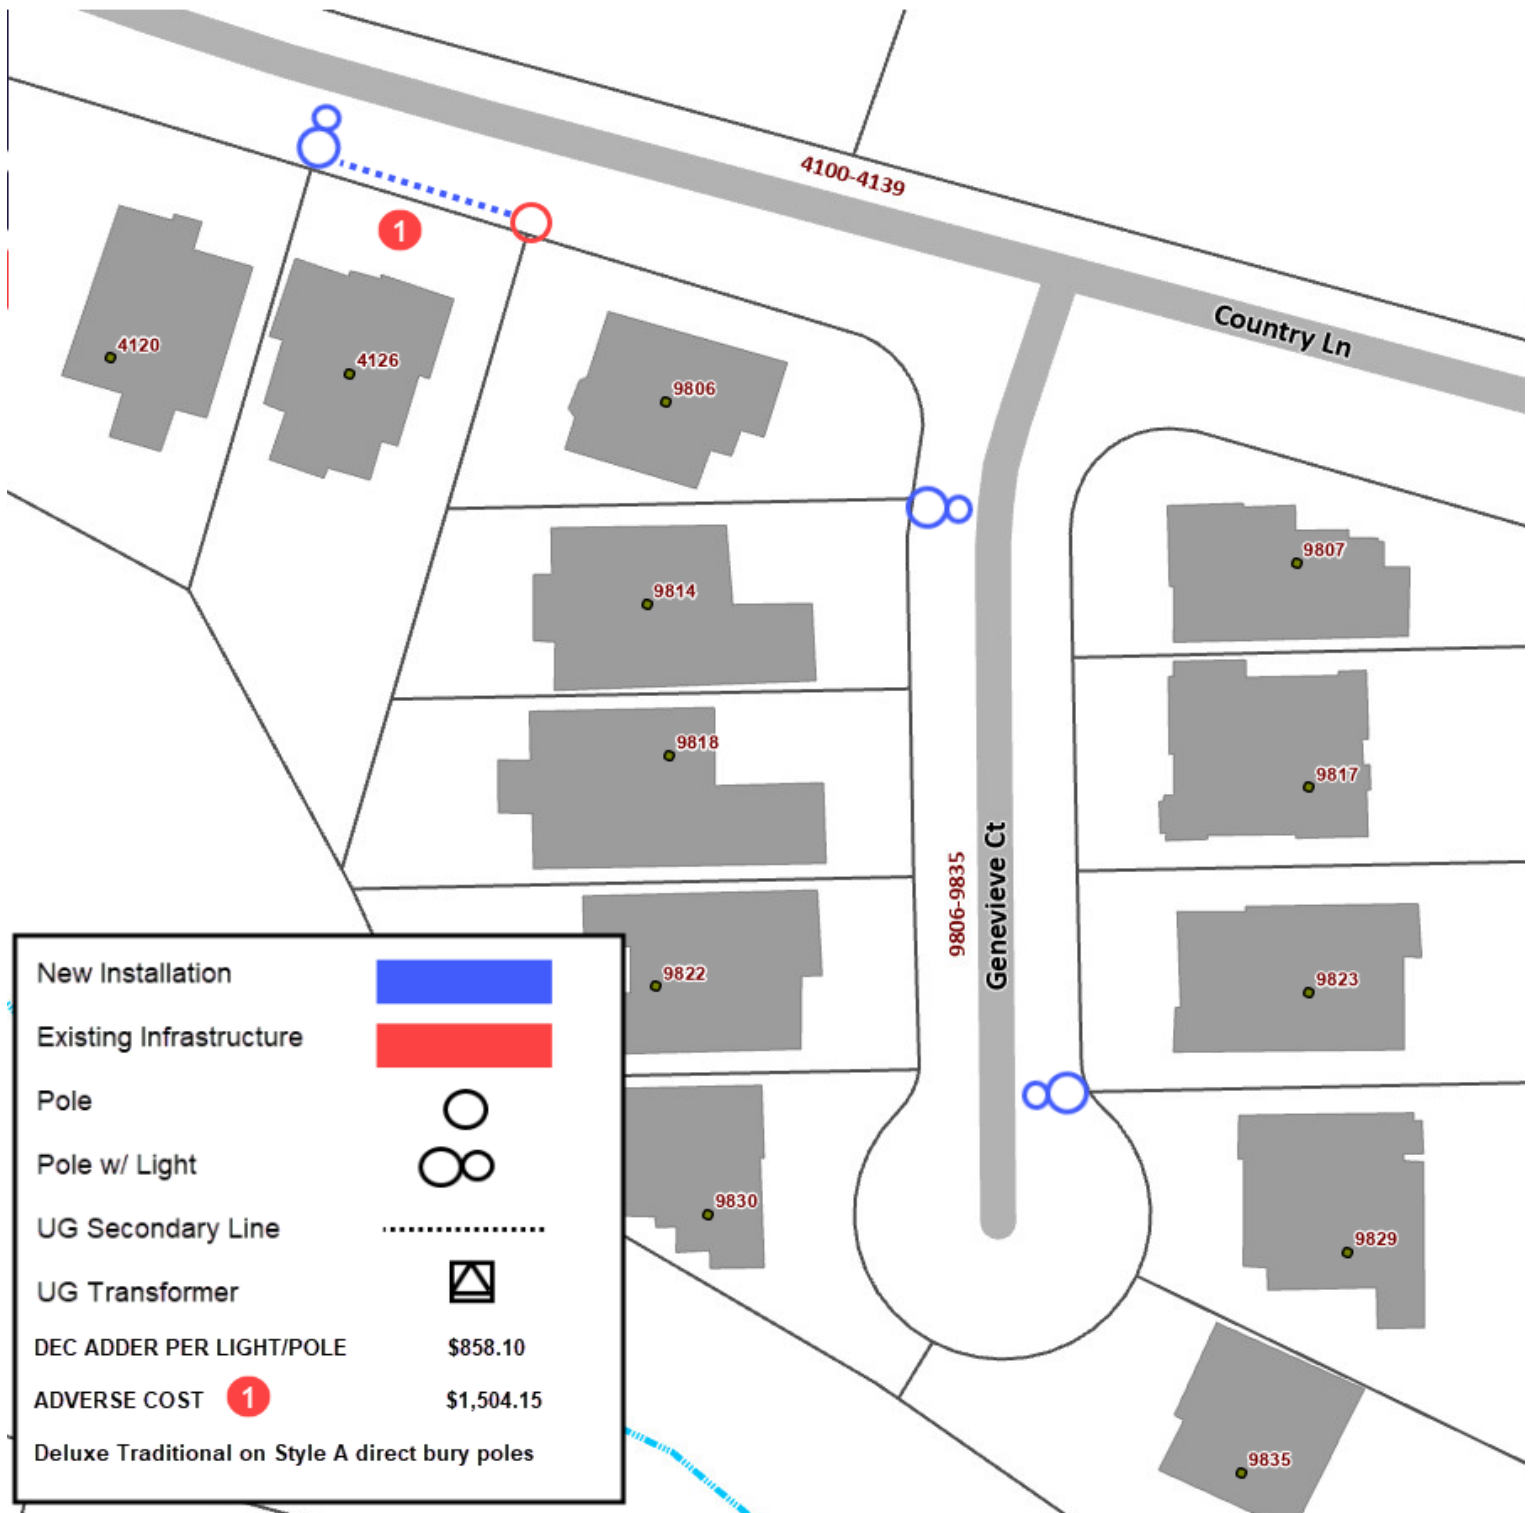 4100-4139
1
Country Ln
4120
4126
9806
9807
9814
9818
9817
9806-9835
Genevieve Ct
9822
9823
9830
9829
9835
New Installation
Existing Infrastructure
Pole
Pole w/ Light
UG Secondary Line
UG Transformer
DEC ADDER PER LIGHT/POLE $858.10
ADVERSE COST 1 $1,504.15
Deluxe Traditional on Style A direct bury poles